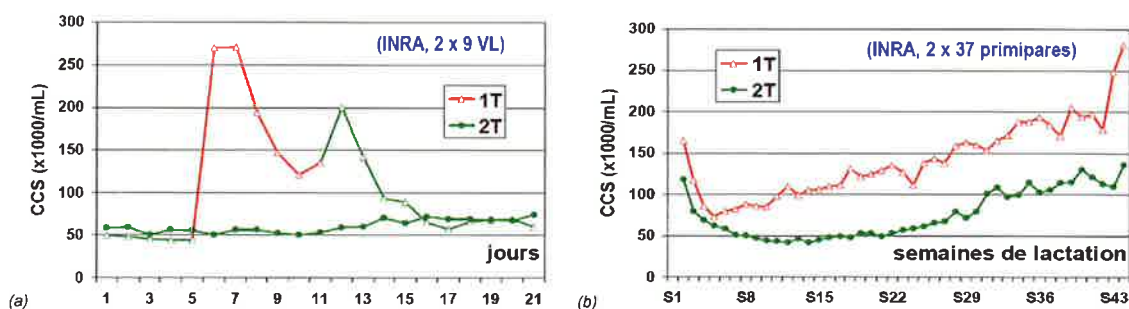 CCS (x1000/mL)
300
250
200
150
100
50
0
(INRA, 2 x 9 VL)
1T
2T
jours
1 3 5 7 9 11 13 15 17 19 21
(a)
CCS (x1000/mL)
300
250
200
150
100
50
0
(INRA, 2 x 37 primipares)
1T
2T
semaines de lactation
S1 S8 S15 S22 S29 S36 S43
(b)